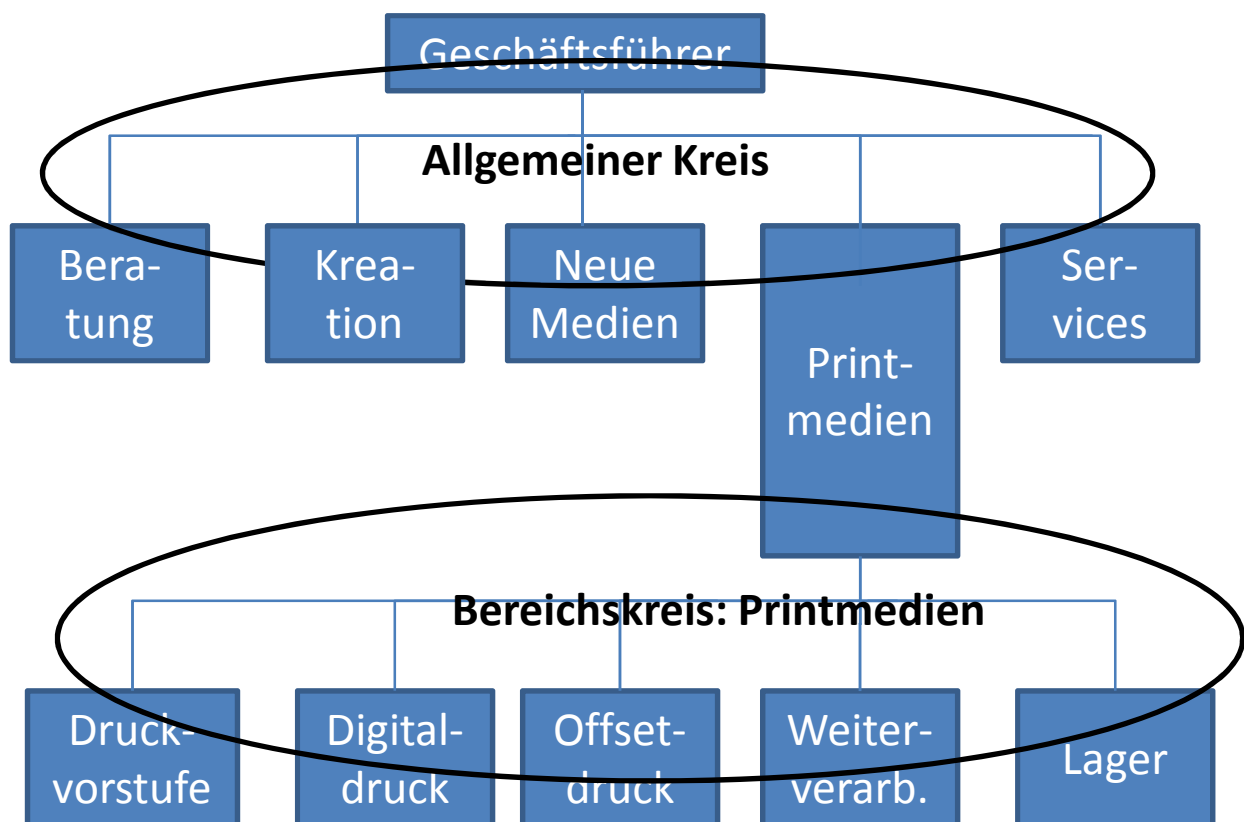 Geschäftsführer
Allgemeiner Kreis
Bera-
tung
Krea-
tion
Neue
Medien
Print-
medien
Ser-
vices
Bereichskreis: Printmedien
Druck-
vorstufe
Digital-
druck
Offset-
druck
Weiter-
verarb.
Lager